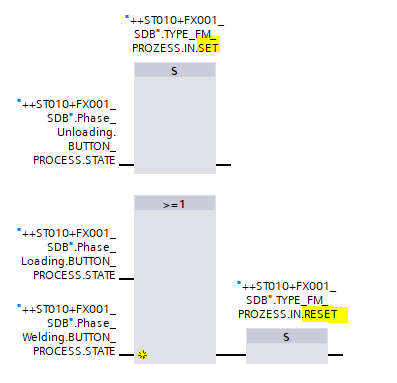 "++ST010+FX001_
SDB".TYPE_FM_
PROZESS.IN.SET
S
"++ST010+FX001_
SDB".Phase_
Unloading.
BUTTON_
PROCESS.STATE
>=1
"++ST010+FX001_
SDB".Phase_
Loading.BUTTON_
PROCESS.STATE
"++ST010+FX001_
SDB".Phase_
Welding.BUTTON_
PROCESS.STATE
"++ST010+FX001_
SDB".TYPE_FM_
PROZESS.IN.RESET
S